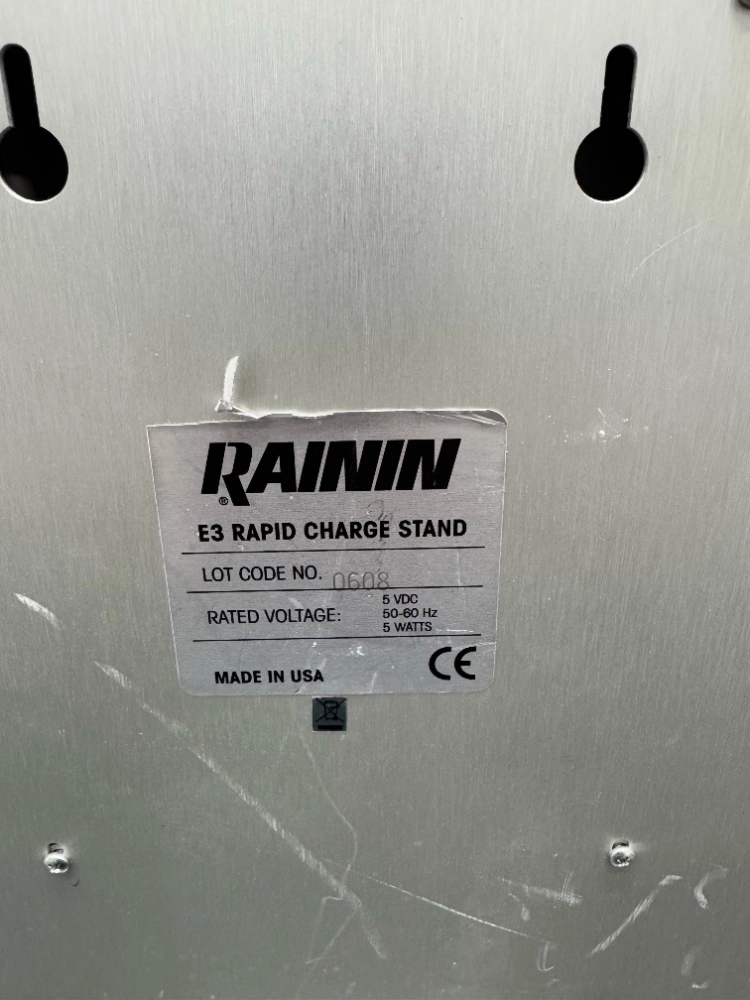 RAININ
®
E3 RAPID CHARGE STAND
LOT CODE NO. 0608
RATED VOLTAGE: 5 VDC
50-60 Hz
5 WATTS
MADE IN USA CE